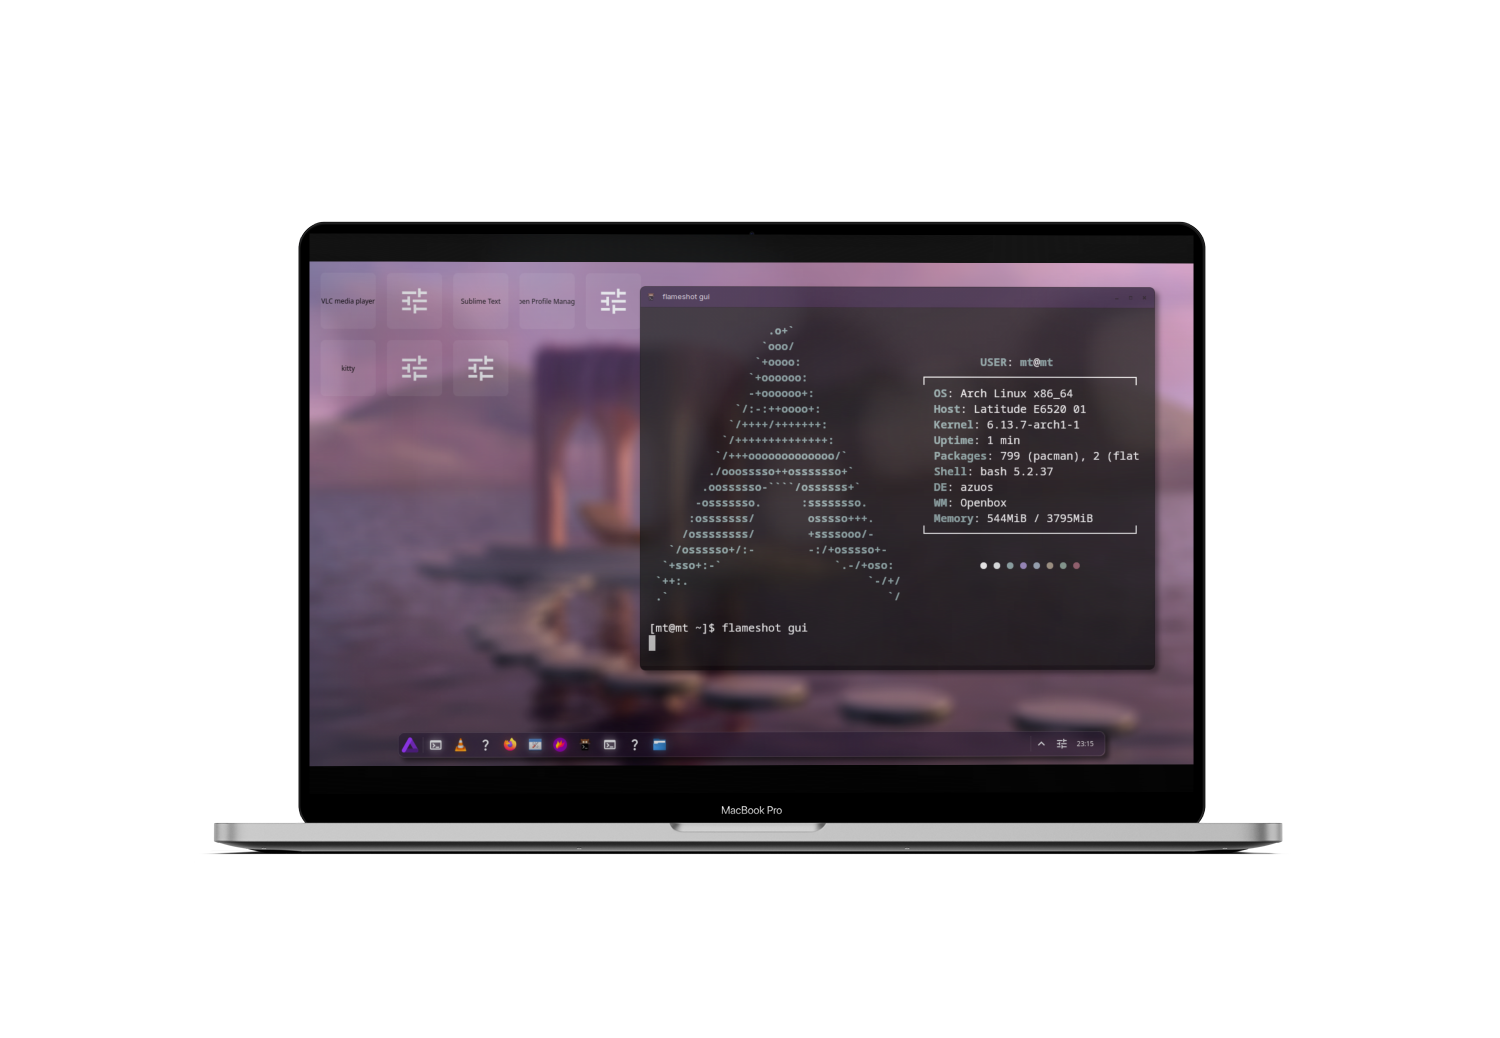 VLC media player
Sublime Text
pen Profile Manag
kitty
flameshot gui
.o+`
`ooo/
`+oooo:
`+oooooo:
-+oooooo+:
`/:-:++oooo+:
`/++++/+++++++:
`/++++++++++++++:
`/+++ooooooooooooo/`
./ooosssso++osssssso+`
.oossssso-````/ossssss+`
-osssssso.      :ssssssso.
:osssssss/        osssso+++.
/ossssssss/        +ssssooo/-
`/ossssso+/:-        -:/+osssso+-
`+sso+:-`                 `.-/+oso:
`++:.                           `-/+/
.`                                 `/
USER: mt@mt
OS: Arch Linux x86_64
Host: Latitude E6520 01
Kernel: 6.13.7-arch1-1
Uptime: 1 min
Packages: 799 (pacman), 2 (flat
Shell: bash 5.2.37
DE: azuos
WM: Openbox
Memory: 544MiB / 3795MiB
[mt@mt ~]$ flameshot gui
23:15
MacBook Pro